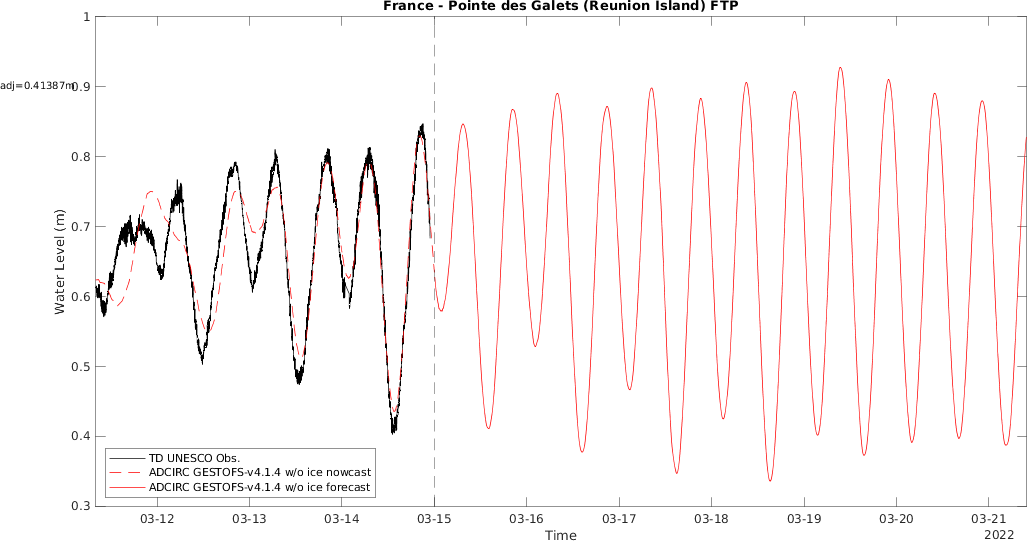 France - Pointe des Galets (Reunion Island) FTP
adj=0.41387m
1
0.9
0.8
0.7
0.6
0.5
0.4
0.3
Water Level (m)
TD UNESCO Obs.
ADCIRC GESTOFS-v4.1.4 w/o ice nowcast
ADCIRC GESTOFS-v4.1.4 w/o ice forecast
03-12 03-13 03-14 03-15 03-16 03-17 03-18 03-19 03-20 03-21
Time
2022